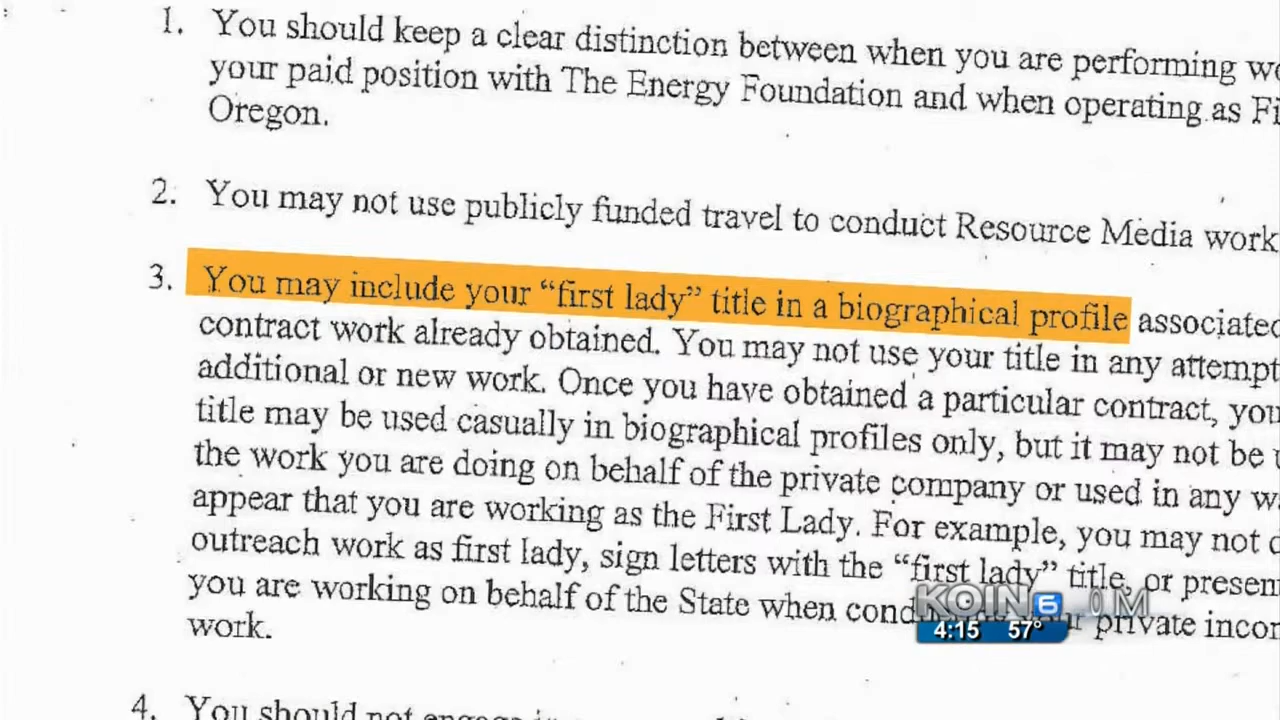 1. You should keep a clear distinction between when you are performing
your paid position with The Energy Foundation and when operating as
Oregon.
2. You may not use publicly funded travel to conduct Resource Media work
3. You may include your “first lady” title in a biographical profile associated
contract work already obtained. You may not use your title in any attempt
additional or new work. Once you have obtained a particular contract, you
title may be used casually in biographical profiles only, but it may not be
the work you are doing on behalf of the private company or used in any
appear that you are working as the First Lady. For example, you may not
outreach work as first lady, sign letters with the “first lady” title, or
you are working on behalf of the State when private
work.
4. You should not
KOIN 6
4:15 57°